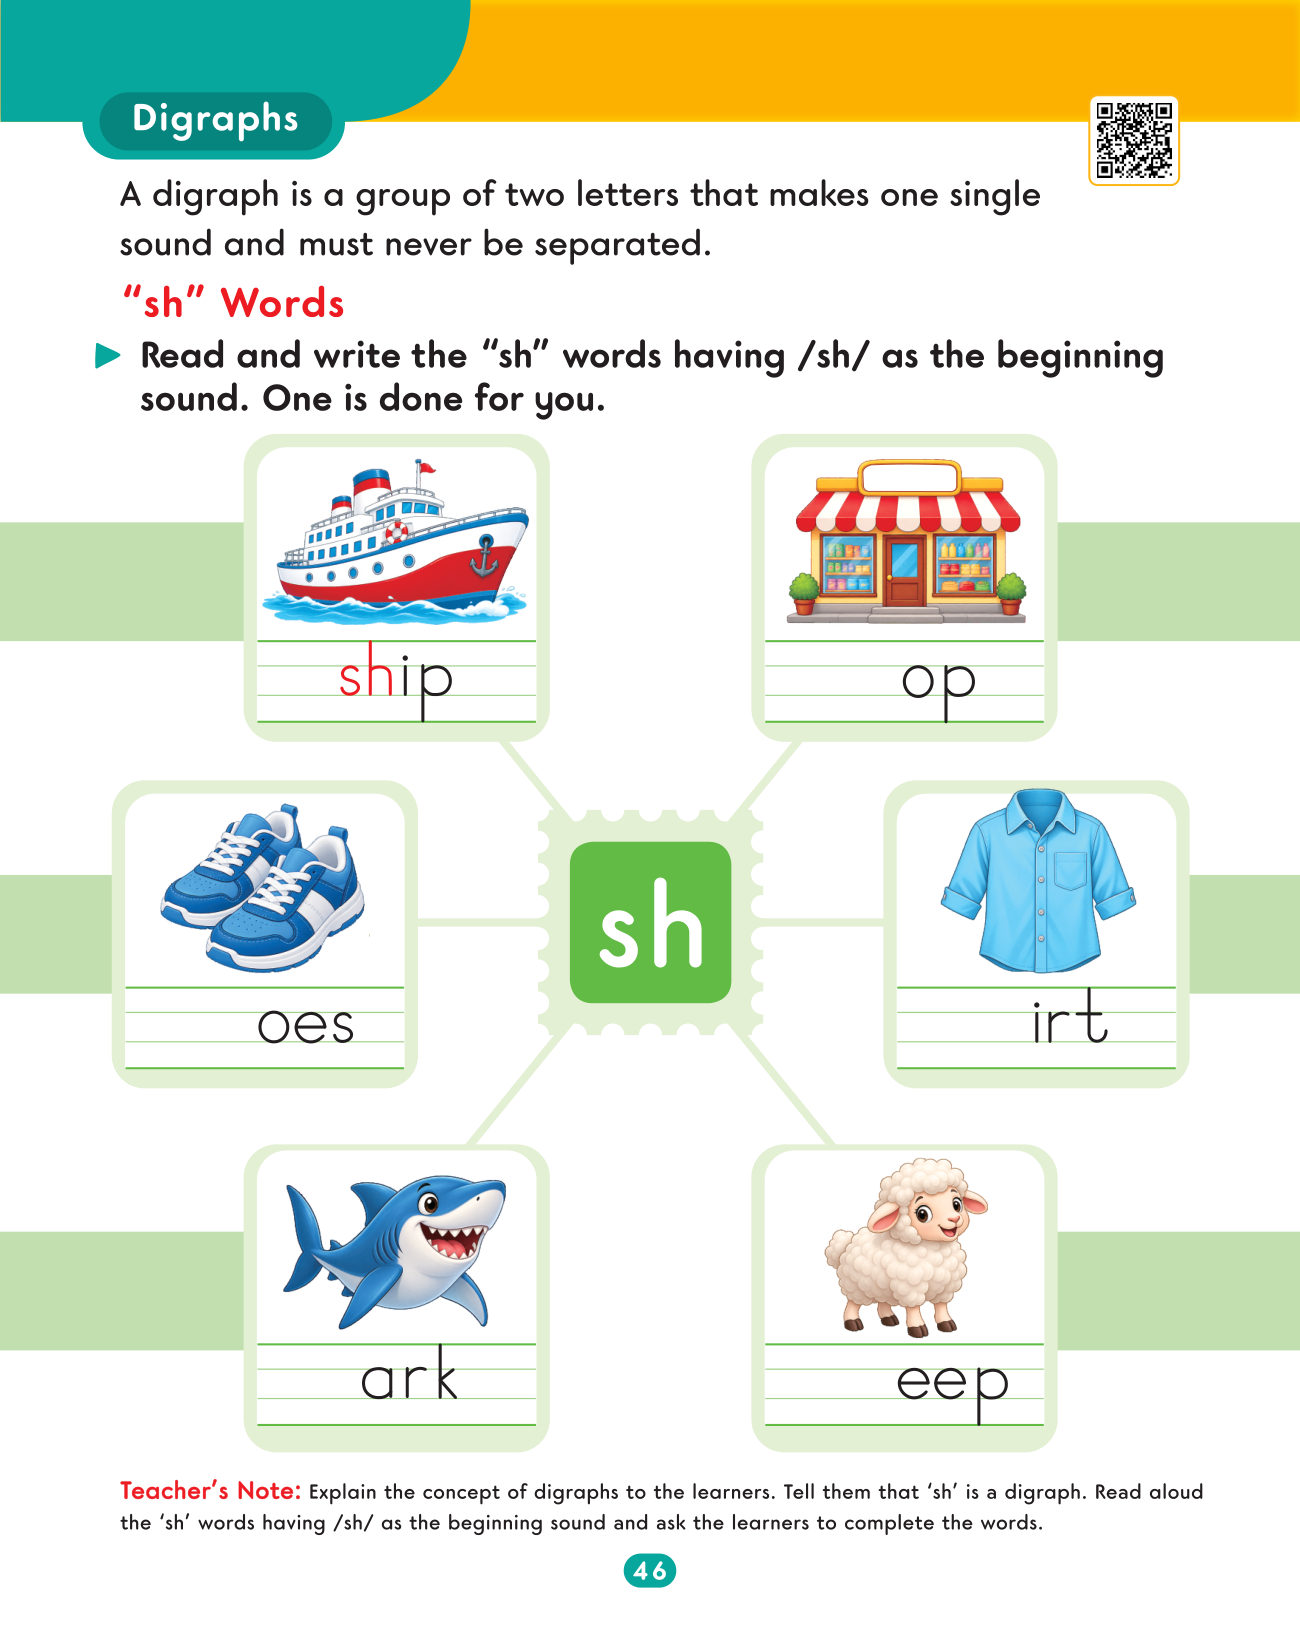 Digraphs
A digraph is a group of two letters that makes one single
sound and must never be separated.
“sh” Words
Read and write the “sh” words having /sh/ as the beginning
sound. One is done for you.
ship
op
oes
sh
irt
ark
eep
Teacher’s Note: Explain the concept of digraphs to the learners. Tell them that ‘sh’ is a digraph. Read aloud
the ‘sh’ words having /sh/ as the beginning sound and ask the learners to complete the words.
46